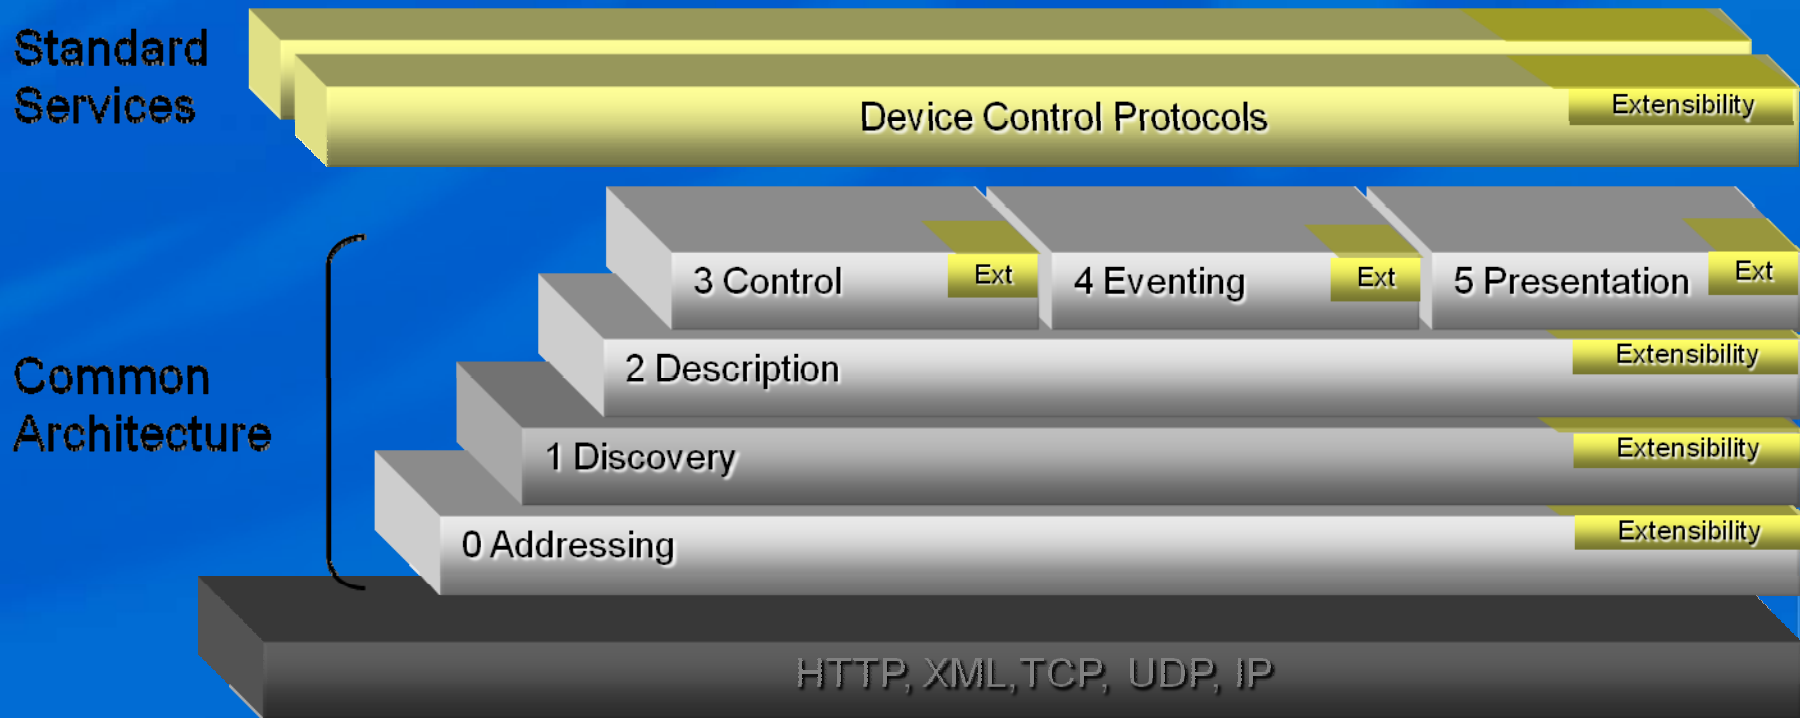 Standard
Services
Device Control Protocols
Extensibility
3 Control
Ext
4 Eventing
Ext
5 Presentation
Ext
Common
Architecture
2 Description
Extensibility
1 Discovery
Extensibility
0 Addressing
Extensibility
HTTP, XML,TCP, UDP, IP